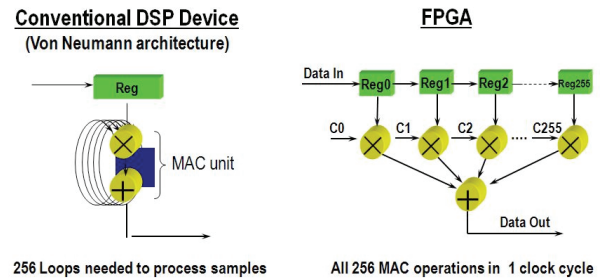 Conventional DSP Device
(Von Neumann architecture)
Reg
MAC unit
256 Loops needed to process samples
FPGA
Data In
Reg0 Reg1 Reg2 Reg255
C0 C1 C2 .... C255
Data Out
All 256 MAC operations in 1 clock cycle